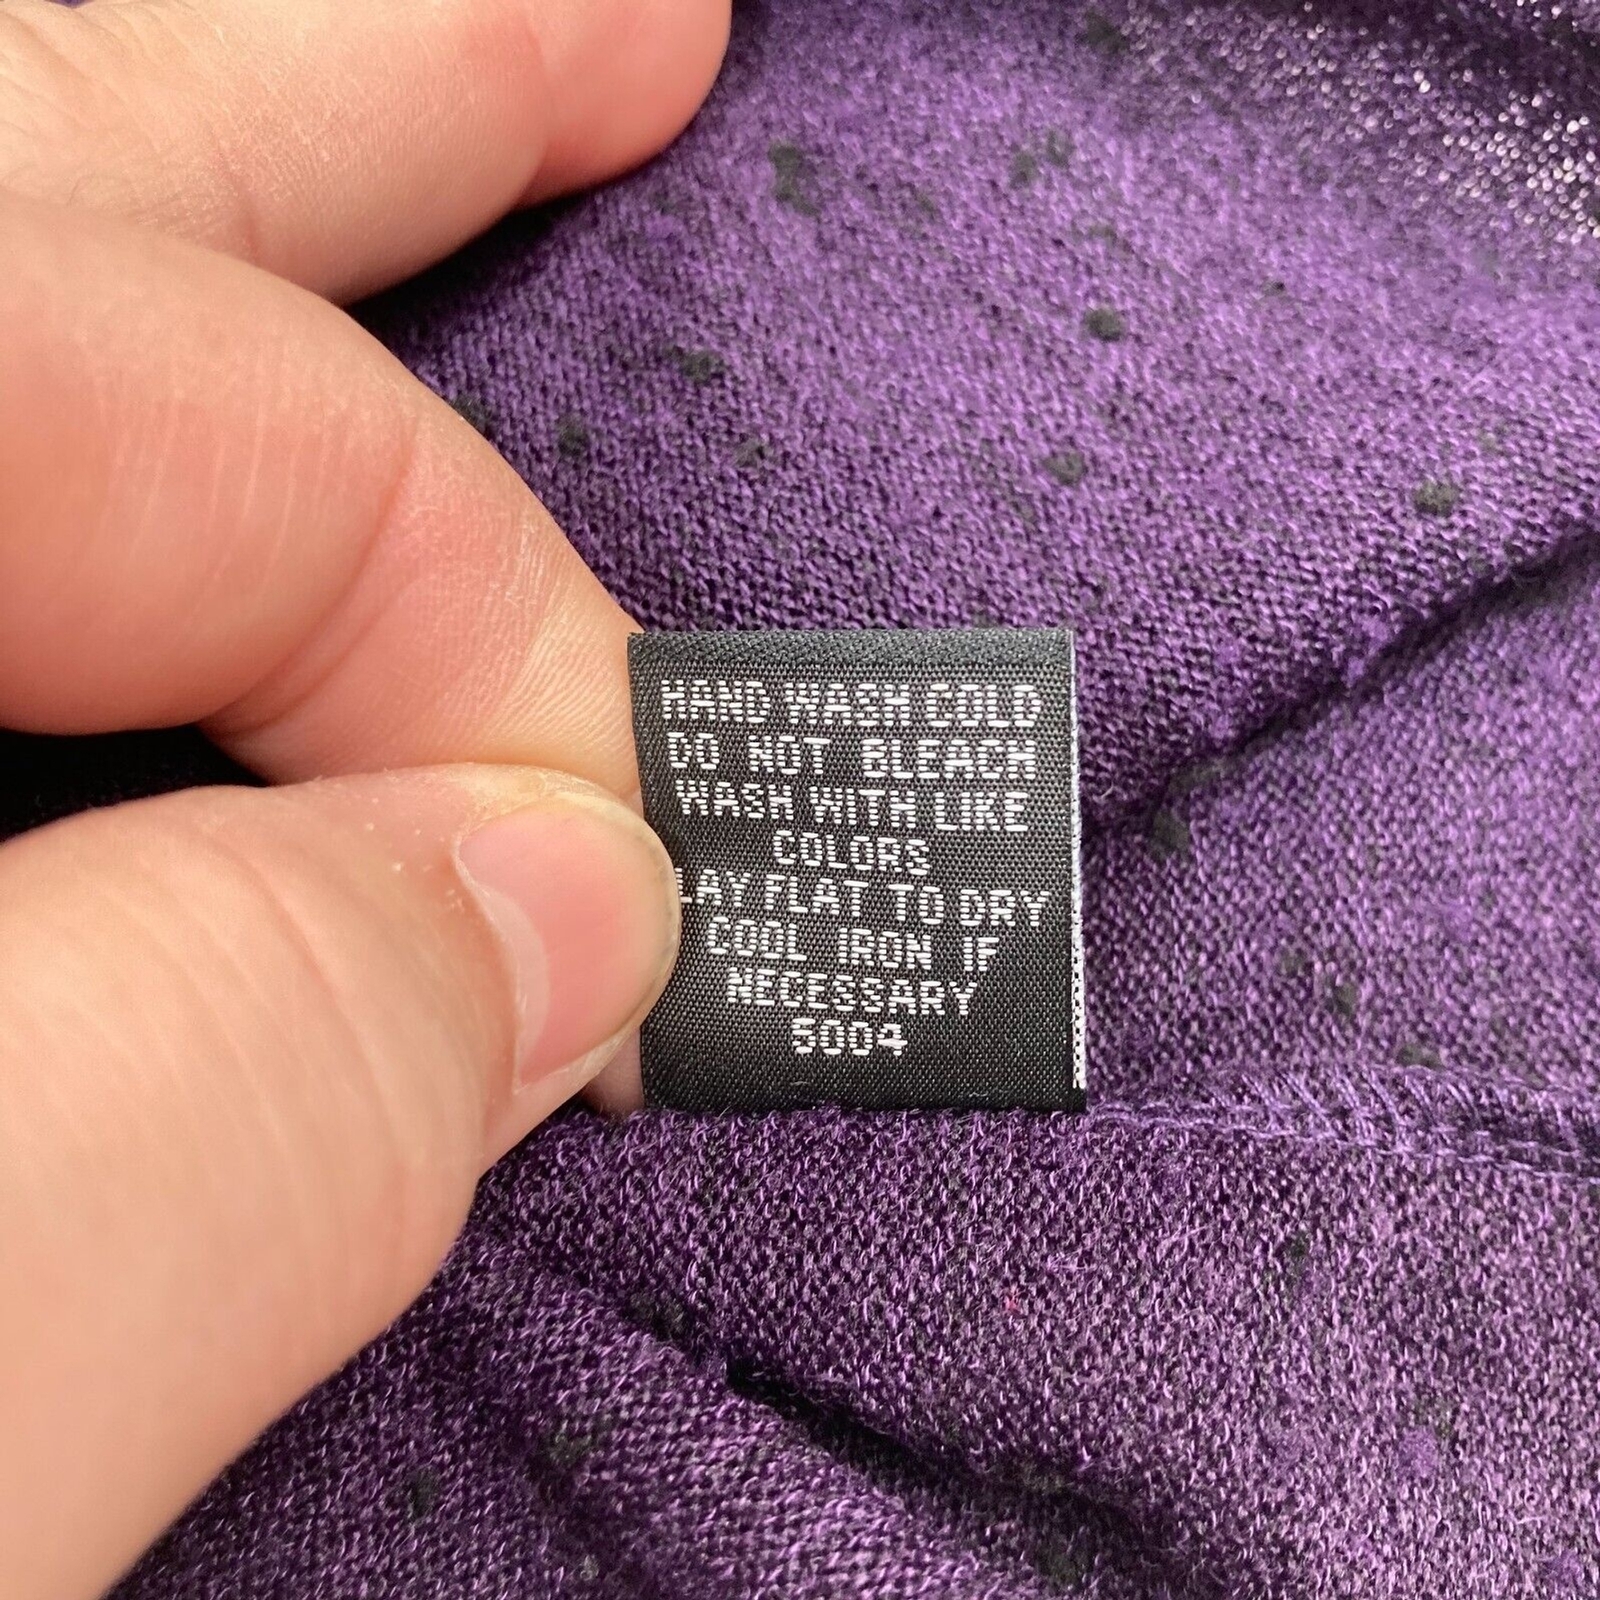 HAND WASH COLD
DO NOT BLEACH
WASH WITH LIKE
COLORS
LAY FLAT TO DRY
COOL IRON IF
NECESSARY
5004